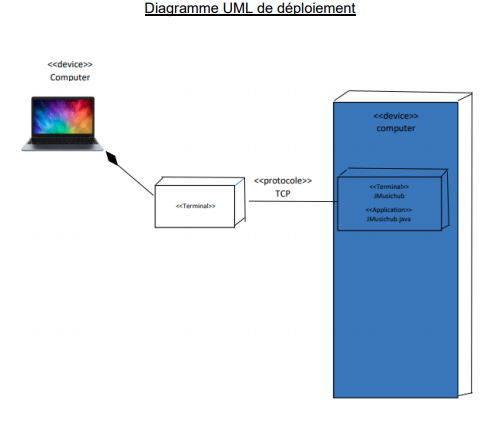 Diagramme UML de déploiement
<<device>>
Computer
<<Terminal>>
<<protocole>>
TCP
<<device>>
computer
<<Terminal>>
JMusichub
<<Application>>
JMusichub.java